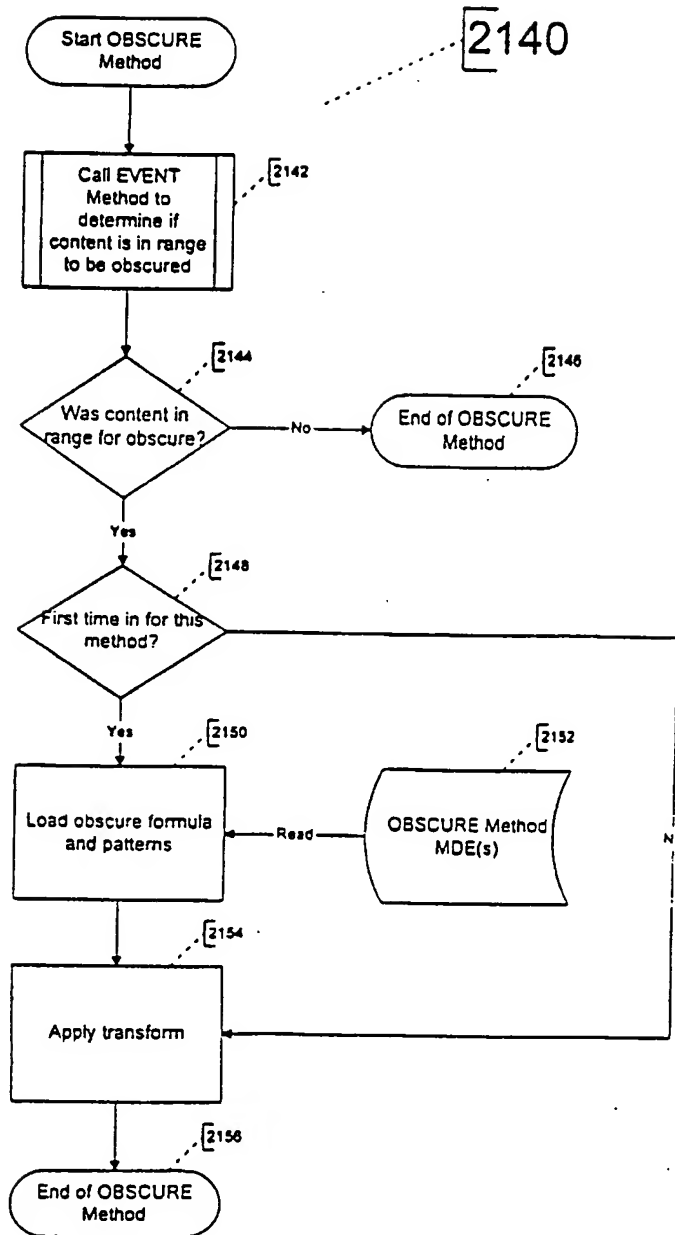 2140
Start OBSCURE
Method
2142
Call EVENT
Method to
determine if
content is in range
to be obscured
2144
Was content in
range for obscure?
No
2146
End of OBSCURE
Method
Yes
2148
First time in for this
method?
Yes
2150
Load obscure formula
and patterns
Read
2152
OBSCURE Method
MDE(s)
2154
Apply transform
2156
End of OBSCURE
Method